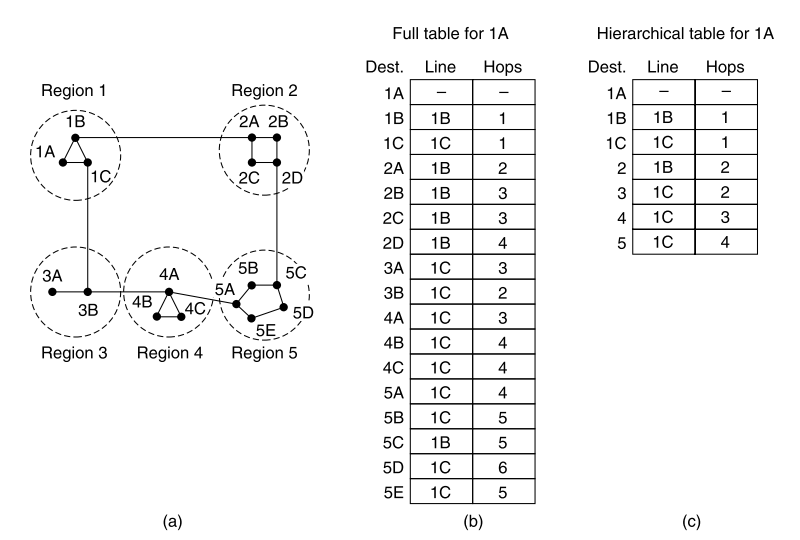 Full table for 1A
Hierarchical table for 1A
Region 1
Region 2
1B
1A
1C
2A 2B
2C 2D
3A
3B
4A
4B
4C
5A
5B
5C
5D
5E
Region 3
Region 4
Region 5
(a)
Dest. Line Hops
1A – –
1B 1B 1
1C 1C 1
2A 1B 2
2B 1B 3
2C 1B 3
2D 1B 4
3A 1C 3
3B 1C 2
4A 1C 3
4B 1C 4
4C 1C 4
5A 1C 4
5B 1C 5
5C 1B 5
5D 1C 6
5E 1C 5
(b)
Dest. Line Hops
1A – –
1B 1B 1
1C 1C 1
2 1B 2
3 1C 2
4 1C 3
5 1C 4
(c)